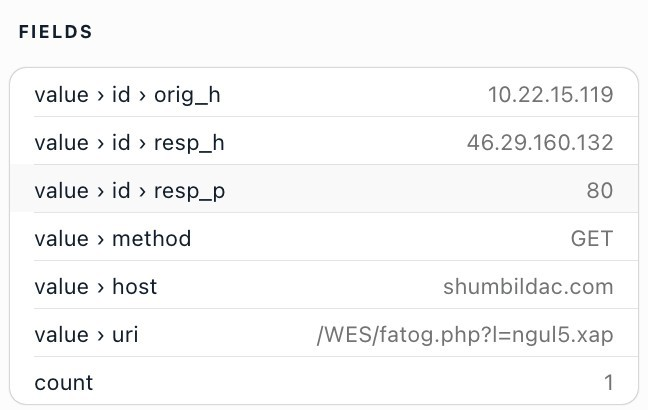 FIELDS
value › id › orig_h 10.22.15.119
value › id › resp_h 46.29.160.132
value › id › resp_p 80
value › method GET
value › host shumbildac.com
value › uri /WES/fatog.php?l=ngul5.xap
count 1